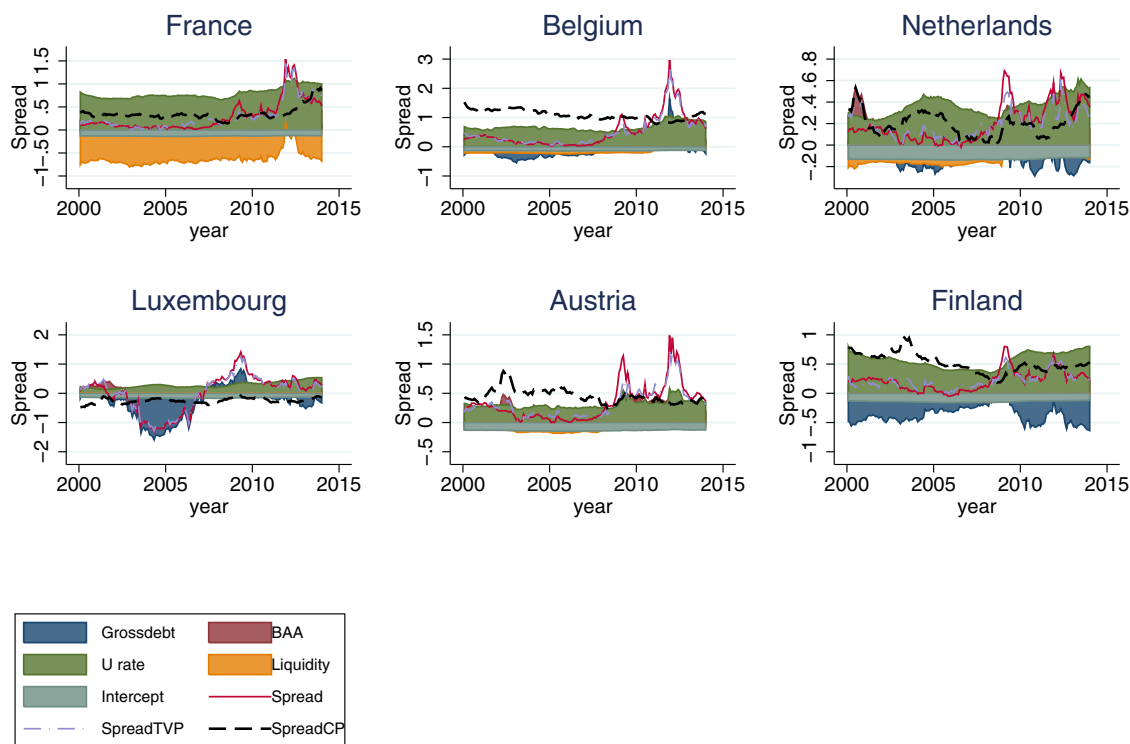 France
Spread
-1 -.5 0 .5 1 1.5
2000 2005 2010 2015
year
Belgium
Spread
-1 0 1 2 3
2000 2005 2010 2015
year
Netherlands
Spread
-.2 0 .2 .4 .6 .8
2000 2005 2010 2015
year
Luxembourg
Spread
-2 -1 0 1 2
2000 2005 2010 2015
year
Austria
Spread
-.5 0 .5 1 1.5
2000 2005 2010 2015
year
Finland
Spread
-1 -.5 0 .5 1
2000 2005 2010 2015
year
Grossdebt BAA
U rate Liquidity
Intercept Spread
SpreadTVP SpreadCP